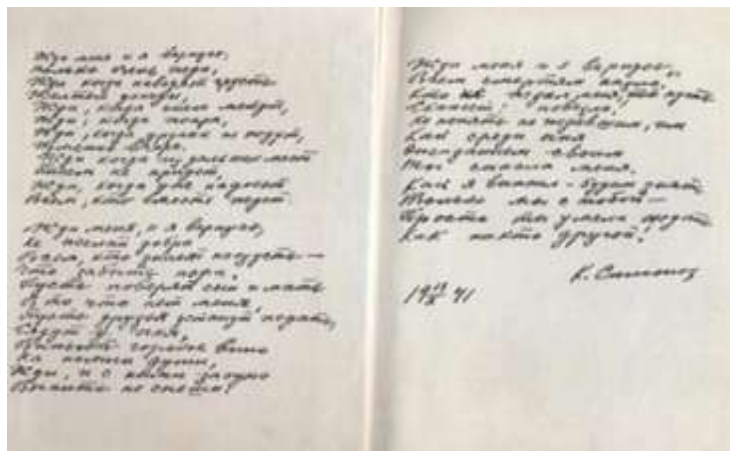 Жди меня и я вернусь,
Только очень жди,
Жди когда наводят грусть
Желтые дожди,
Жди, когда снега метут,
Жди, когда жара,
Жди, когда других не ждут,
Изменив вчера.
Жди когда из дальних мест
Писем не придет,
Жди, когда уже надоест
Всем, кто вместе ждет.
Жди меня, и я вернусь,
Не желай добра
Всем, кто знает наизусть —
Что забыть пора.
Пусть поверят сын и мать
В то что нет меня
Пусть друзья устанут ждать,
Сядут у огня,
Выпьют горькое вино
На помин души,
Жди, и с ними заодно
Выпить не спеши!
Жди меня и я вернусь,
Всем смертям назло,
Кто не ждал меня, тот пусть
Скажет: повезло,
Не понять не ждавшим, им
Как среди огня
Ожиданием своим
Ты спасла меня.
Как я выжил — будем знать
Только мы с тобой —
Просто ты умела ждать
Как никто другой!
К. Симонов
19 41